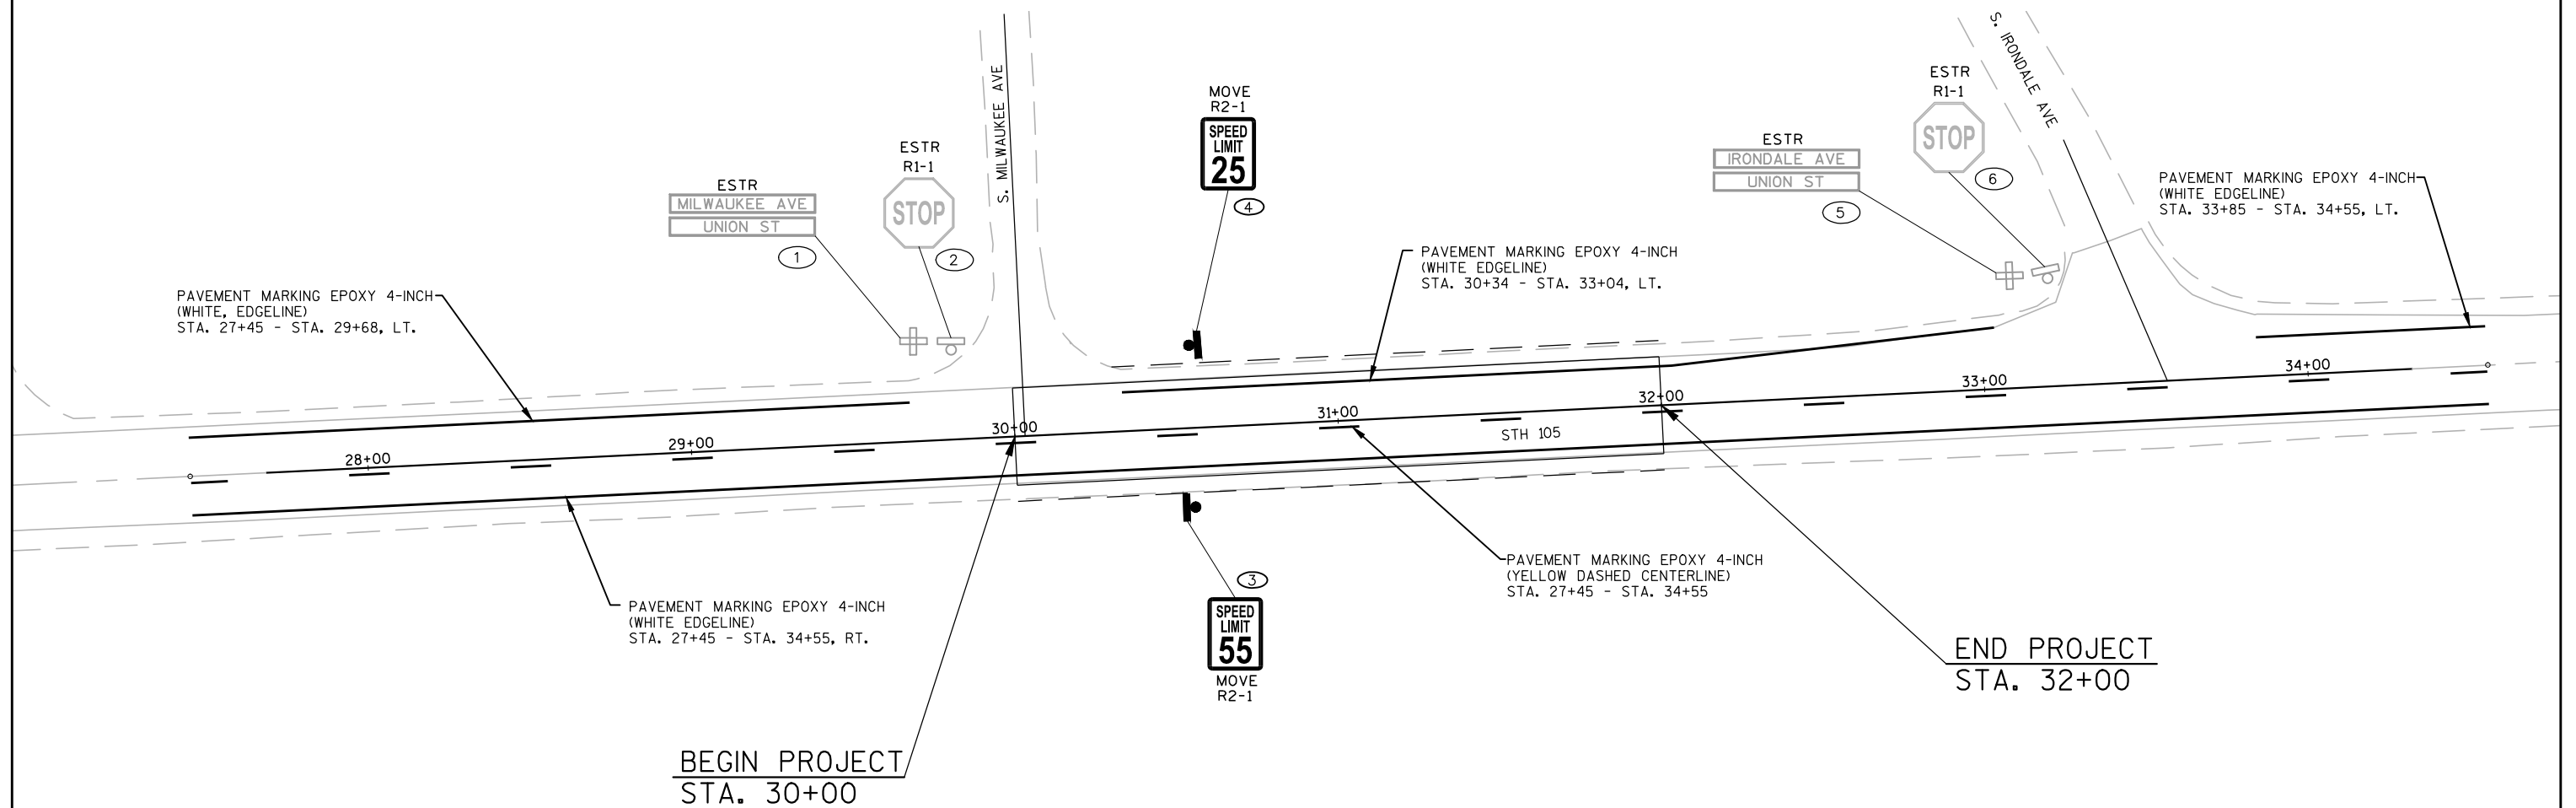 S. MILWAUKEE AVE
S. IRONDALE AVE
ESTR
MILWAUKEE AVE
UNION ST
1
ESTR
R1-1
STOP
2
MOVE
R2-1
SPEED
LIMIT
25
4
ESTR
IRONDALE AVE
UNION ST
5
ESTR
R1-1
STOP
6
PAVEMENT MARKING EPOXY 4-INCH
(WHITE EDGELINE)
STA. 33+85 - STA. 34+55, LT.
PAVEMENT MARKING EPOXY 4-INCH
(WHITE, EDGELINE)
STA. 27+45 - STA. 29+68, LT.
PAVEMENT MARKING EPOXY 4-INCH
(WHITE EDGELINE)
STA. 30+34 - STA. 33+04, LT.
28+00
29+00
30+00
31+00
32+00
33+00
34+00
STH 105
PAVEMENT MARKING EPOXY 4-INCH
(WHITE EDGELINE)
STA. 27+45 - STA. 34+55, RT.
3
SPEED
LIMIT
55
MOVE
R2-1
PAVEMENT MARKING EPOXY 4-INCH
(YELLOW DASHED CENTERLINE)
STA. 27+45 - STA. 34+55
END PROJECT
STA. 32+00
BEGIN PROJECT
STA. 30+00